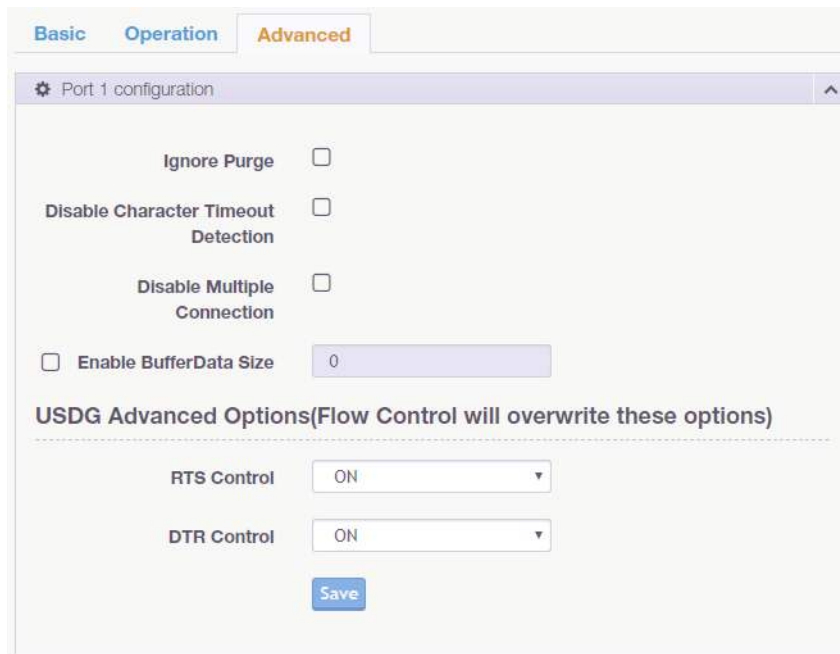 Basic Operation Advanced
Port 1 configuration
Ignore Purge
Disable Character Timeout
Detection
Disable Multiple
Connection
Enable BufferData Size 0
USDG Advanced Options(Flow Control will overwrite these options)
RTS Control ON
DTR Control ON
Save